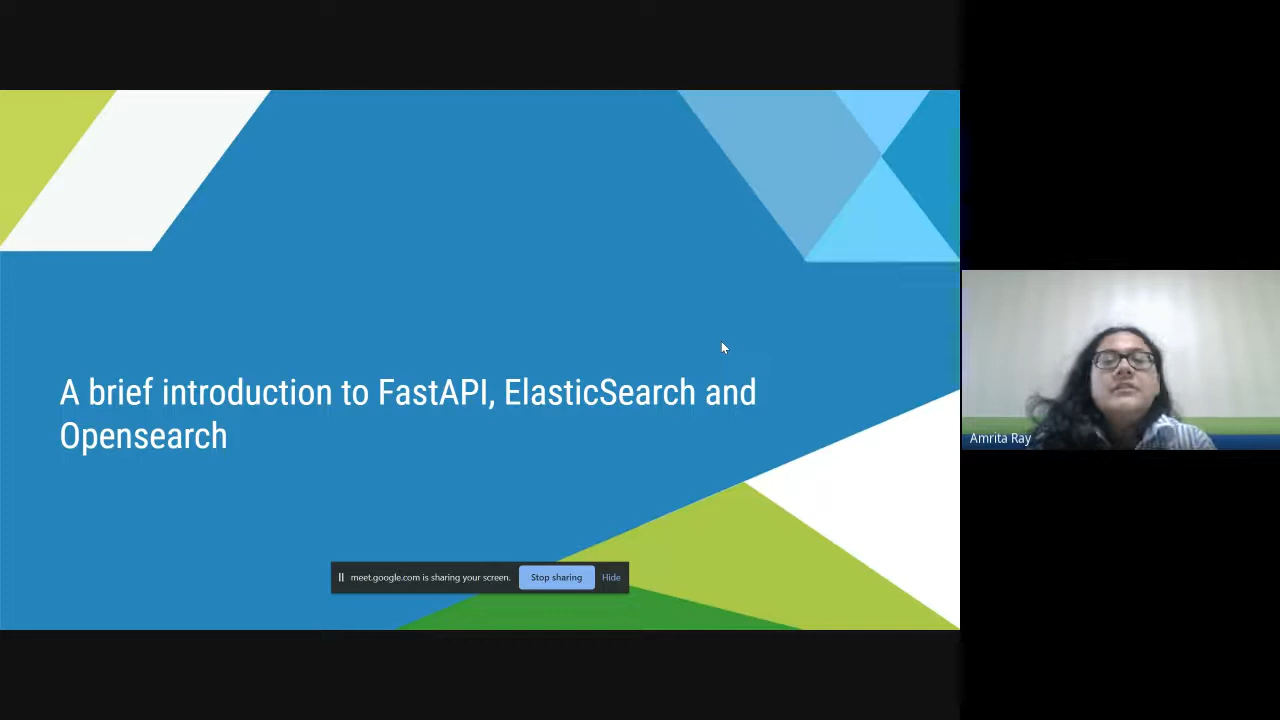 A brief introduction to FastAPI, ElasticSearch and
Opensearch
meet.google.com is sharing your screen.
Stop sharing
Hide
Amrita Ray